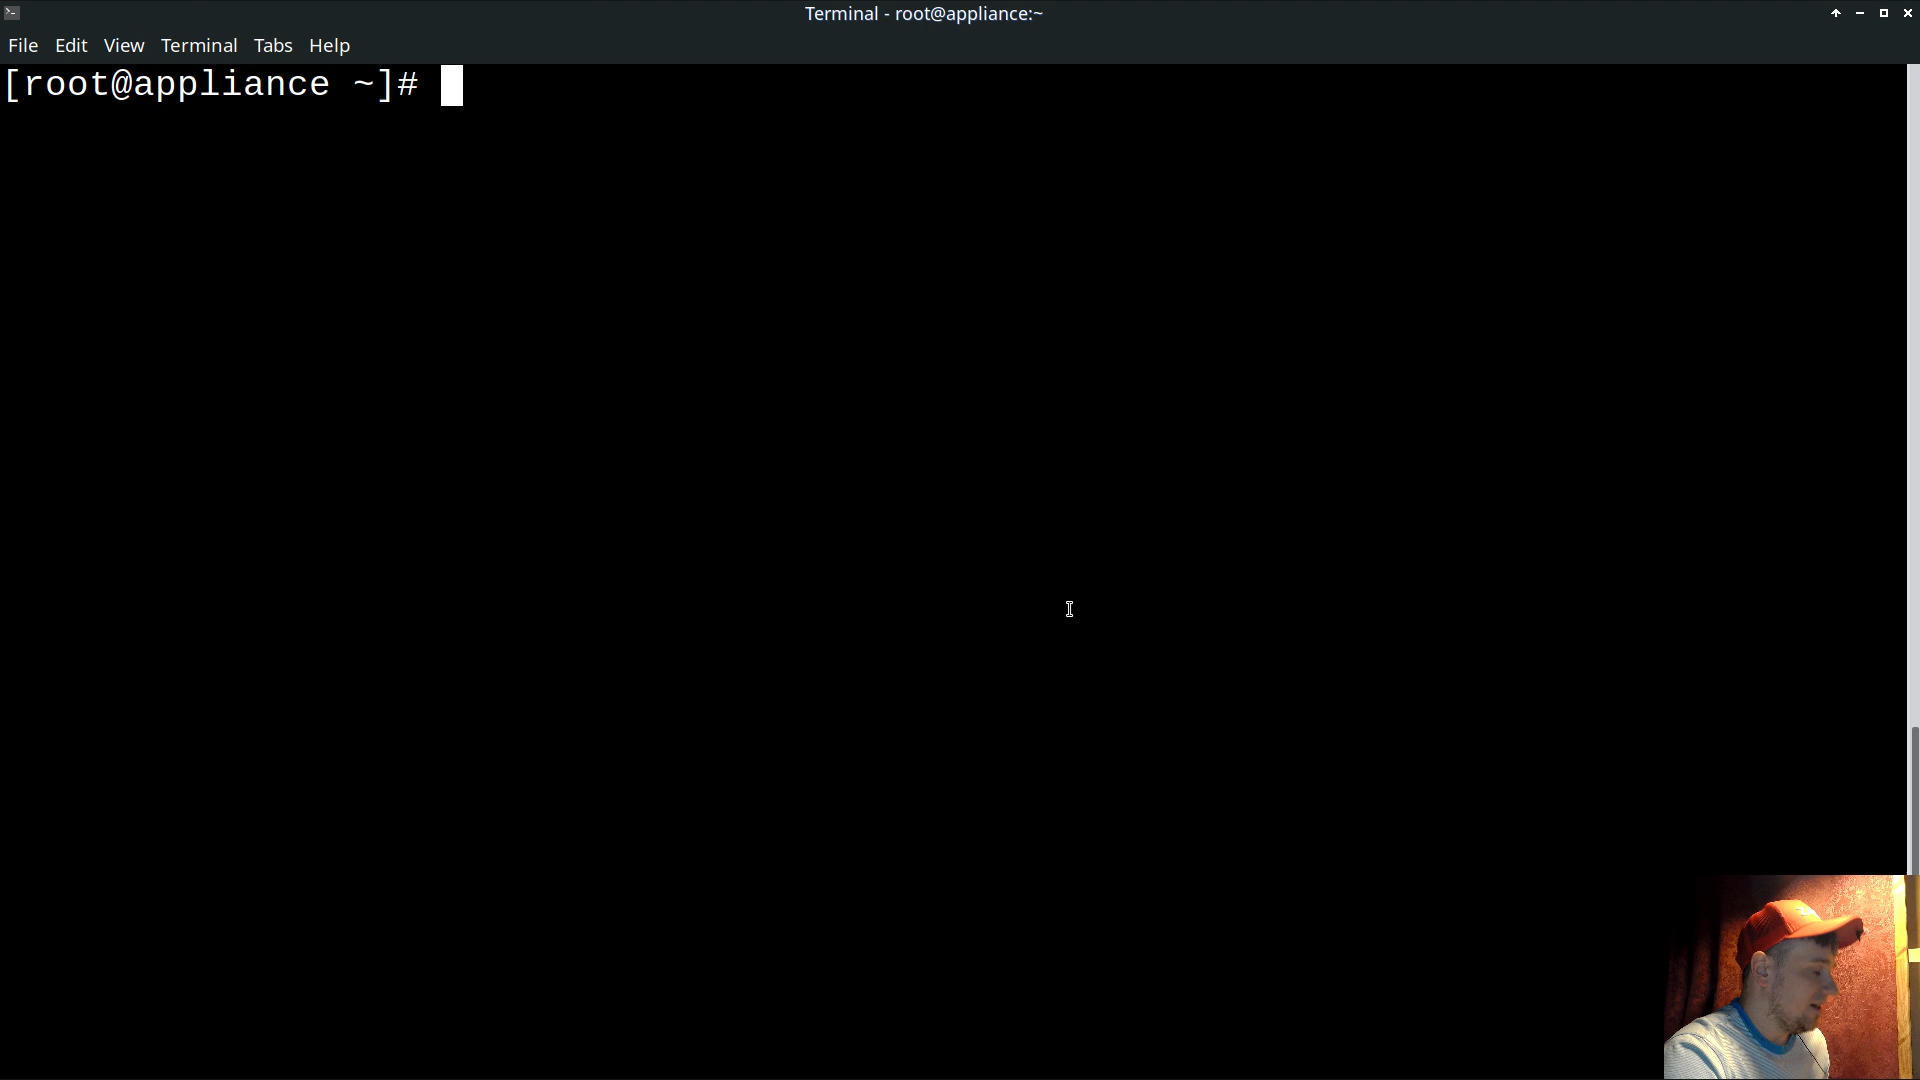 Terminal - root@appliance:~
File Edit View Terminal Tabs Help
[root@appliance ~]#